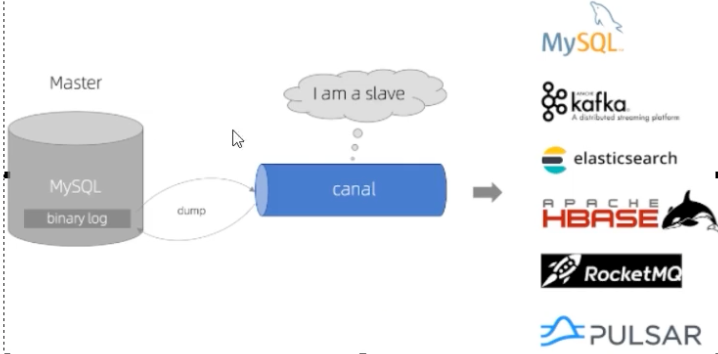 Master
MySQL
binary log
dump
I am a slave
canal
MySQL
APACHE
kafka
A distributed streaming platform
elasticsearch
APACHE
HBASE
RocketMQ
PULSAR